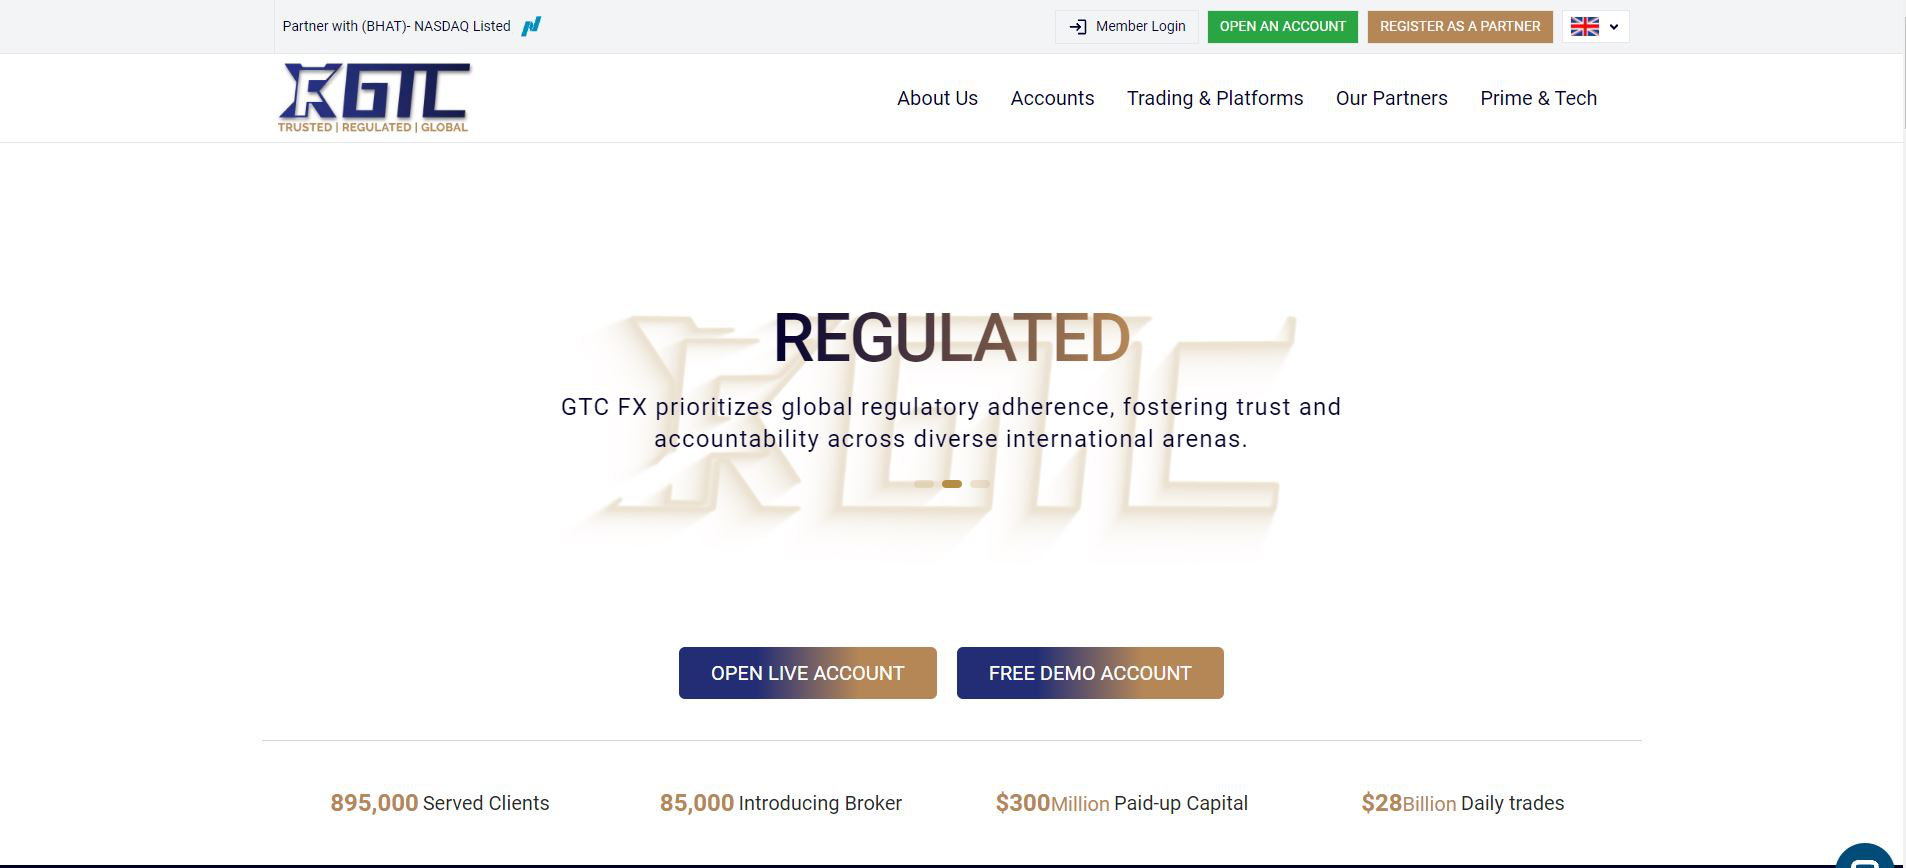 Partner with (BHAT)- NASDAQ Listed
Member Login
OPEN AN ACCOUNT
REGISTER AS A PARTNER
GTC
TRUSTED | REGULATED | GLOBAL
About Us
Accounts
Trading & Platforms
Our Partners
Prime & Tech
REGULATED
GTC FX prioritizes global regulatory adherence, fostering trust and
accountability across diverse international arenas.
OPEN LIVE ACCOUNT
FREE DEMO ACCOUNT
895,000 Served Clients
85,000 Introducing Broker
$300Million Paid-up Capital
$28Billion Daily trades